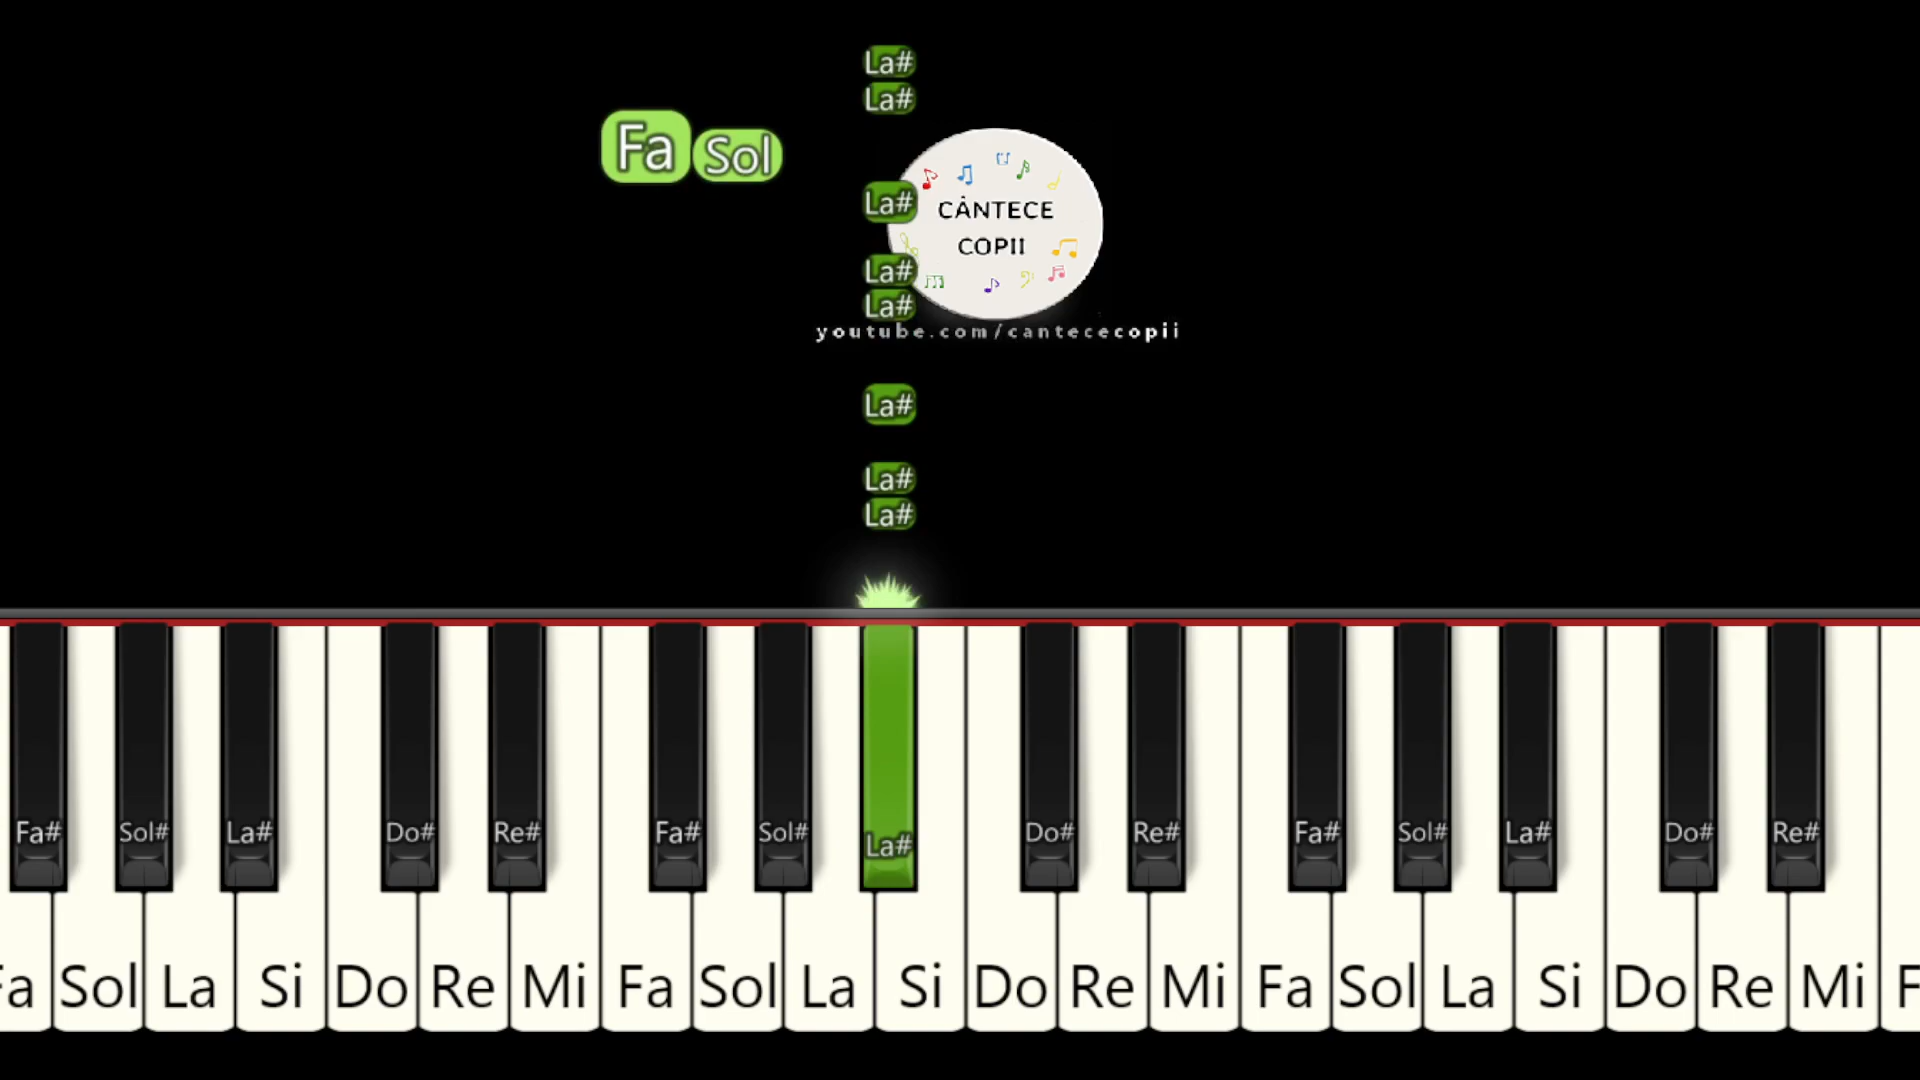 La#
La#
Fa Sol
La#
CÂNTECE
COPII
La#
La#
youtube.com/cantececopii
La#
La#
La#
Fa# Sol# La# Do# Re# Fa# Sol# La# Do# Re# Fa# Sol# La# Do# Re#
Fa Sol La Si Do Re Mi Fa Sol La Si Do Re Mi Fa Sol La Si Do Re Mi F